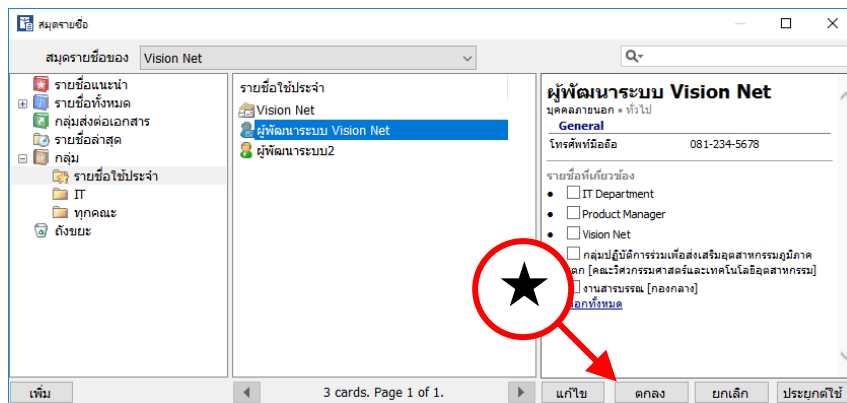 สมุดรายชื่อ
สมุดรายชื่อของ Vision Net
รายชื่อแนะนำ
รายชื่อทั้งหมด
กลุ่มส่งต่อเอกสาร
รายชื่อล่าสุด
กลุ่ม
รายชื่อใช้ประจำ
IT
ทุกคณะ
ถังขยะ
รายชื่อใช้ประจำ
Vision Net
ผู้พัฒนาระบบ Vision Net
ผู้พัฒนาระบบ2
ผู้พัฒนาระบบ Vision Net
บุคคลภายนอก • ทั่วไป
General
โทรศัพท์มือถือ 081-234-5678
รายชื่อที่เกี่ยวข้อง
• IT Department
• Product Manager
• Vision Net
กลุ่มปฏิบัติการร่วมเพื่อส่งเสริมอุตสาหกรรมภูมิภาค
ตก [คณะวิศวกรรมศาสตร์และเทคโนโลยีอุตสาหกรรม]
งานสารบรรณ [กองกลาง]
ลอกทั้งหมด
เพิ่ม 3 cards. Page 1 of 1. แก้ไข ตกลง ยกเลิก ประยุกต์ใช้